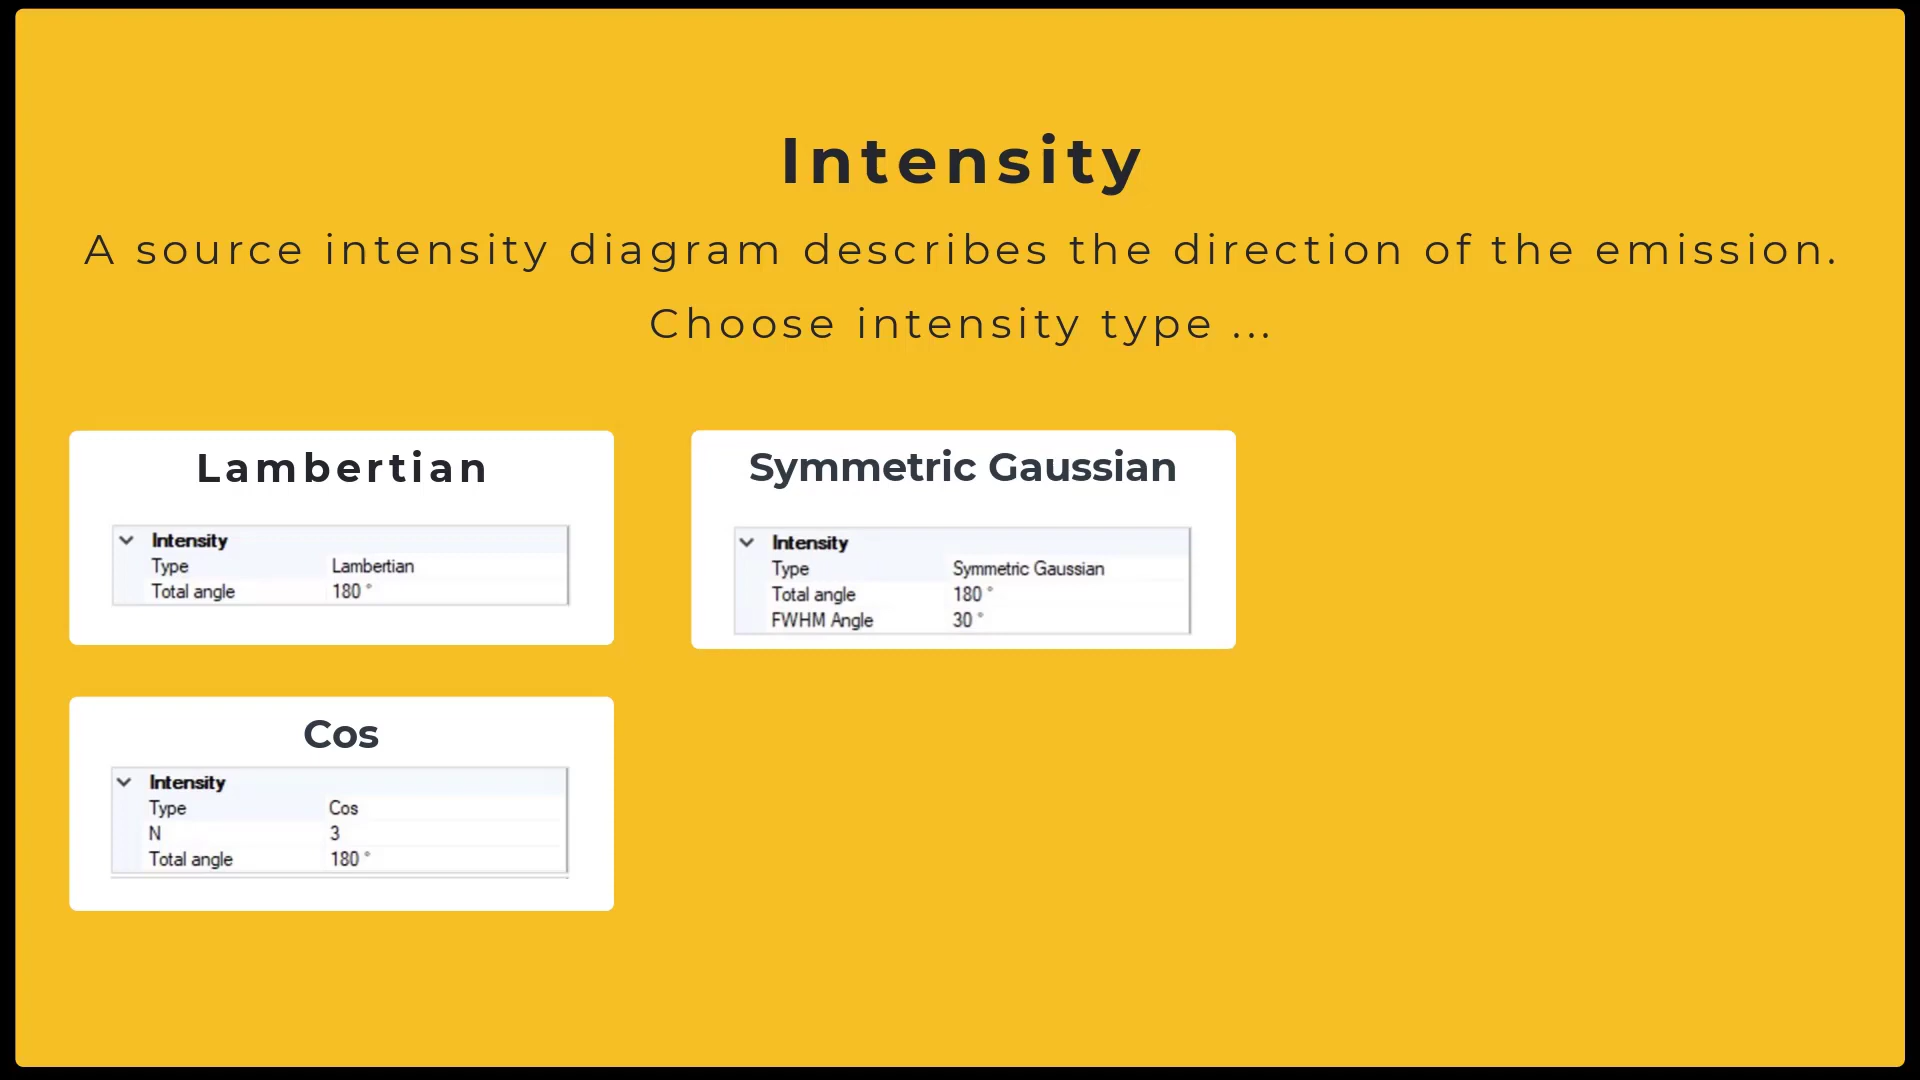 Intensity
A source intensity diagram describes the direction of the emission.
Choose intensity type ...
Lambertian
Intensity
Type Lambertian
Total angle 180 °
Symmetric Gaussian
Intensity
Type Symmetric Gaussian
Total angle 180 °
FWHM Angle 30 °
Cos
Intensity
Type Cos
N 3
Total angle 180 °